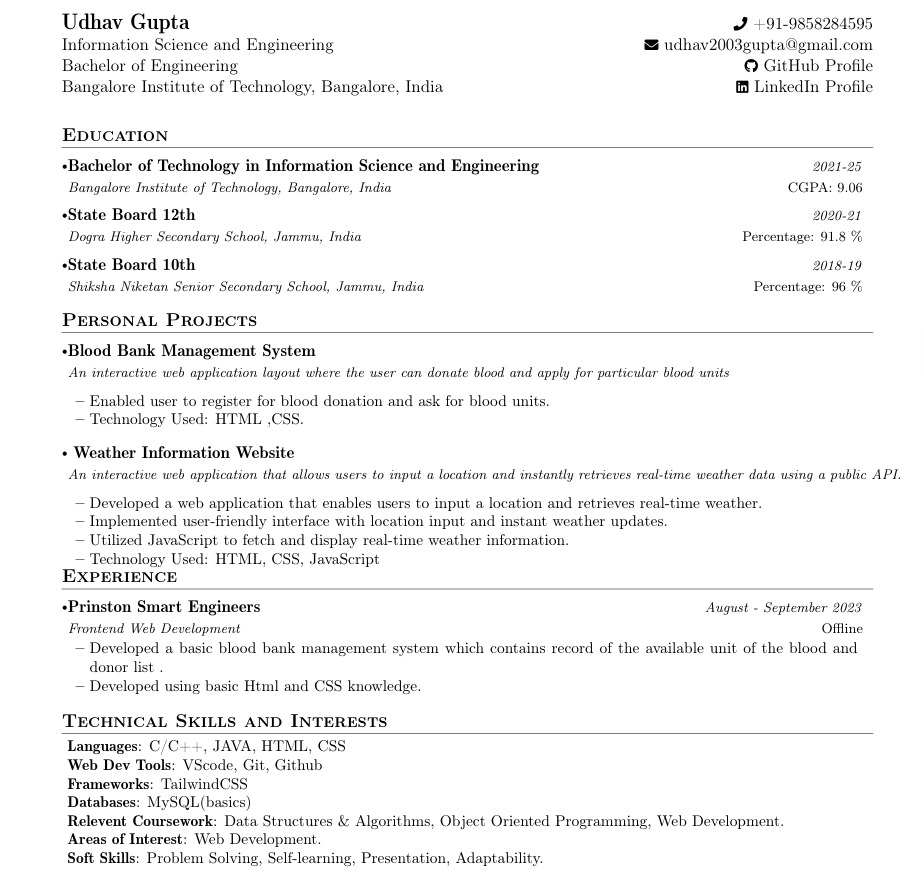 Udhav Gupta
Information Science and Engineering
Bachelor of Engineering
Bangalore Institute of Technology, Bangalore, India
+91-9858284595
udhav2003gupta@gmail.com
GitHub Profile
LinkedIn Profile
Education
•Bachelor of Technology in Information Science and Engineering 2021-25
Bangalore Institute of Technology, Bangalore, India CGPA: 9.06
•State Board 12th 2020-21
Dogra Higher Secondary School, Jammu, India Percentage: 91.8 %
•State Board 10th 2018-19
Shiksha Niketan Senior Secondary School, Jammu, India Percentage: 96 %
Personal Projects
•Blood Bank Management System
An interactive web application layout where the user can donate blood and apply for particular blood units
– Enabled user to register for blood donation and ask for blood units.
– Technology Used: HTML ,CSS.
• Weather Information Website
An interactive web application that allows users to input a location and instantly retrieves real-time weather data using a public API.
– Developed a web application that enables users to input a location and retrieves real-time weather.
– Implemented user-friendly interface with location input and instant weather updates.
– Utilized JavaScript to fetch and display real-time weather information.
– Technology Used: HTML, CSS, JavaScript
Experience
•Prinston Smart Engineers August - September 2023
Frontend Web Development Offline
– Developed a basic blood bank management system which contains record of the available unit of the blood and
donor list .
– Developed using basic Html and CSS knowledge.
Technical Skills and Interests
Languages: C/C++, JAVA, HTML, CSS
Web Dev Tools: VScode, Git, Github
Frameworks: TailwindCSS
Databases: MySQL(basics)
Relevent Coursework: Data Structures & Algorithms, Object Oriented Programming, Web Development.
Areas of Interest: Web Development.
Soft Skills: Problem Solving, Self-learning, Presentation, Adaptability.